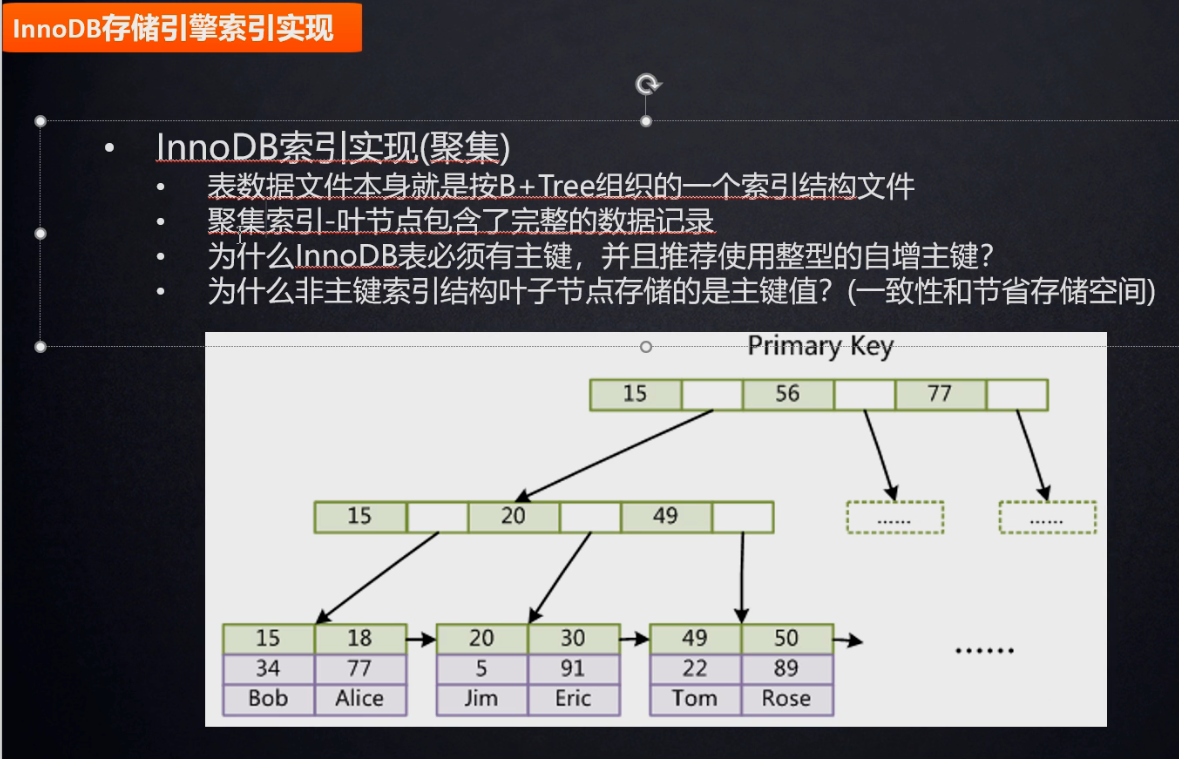 InnoDB存储引擎索引实现
InnoDB索引实现(聚集)
表数据文件本身就是按B+Tree组织的一个索引结构文件
聚集索引-叶节点包含了完整的数据记录
为什么InnoDB表必须有主键，并且推荐使用整型的自增主键？
为什么非主键索引结构叶子节点存储的是主键值？(一致性和节省存储空间)
Primary Key
15 56 77
15 20 49 ...... ......
15 18 20 30 49 50
34 77 5 91 22 89 ......
Bob Alice Jim Eric Tom Rose